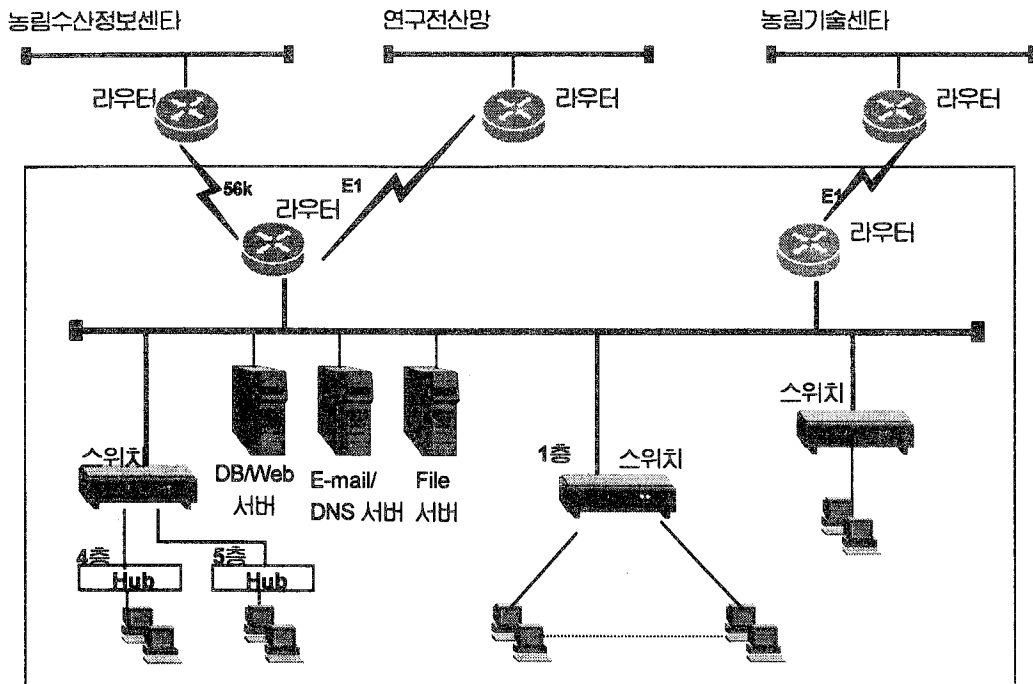 농림수산정보센타
연구전산망
농림기술센타
라우터
라우터
라우터
56k
E1
E1
라우터
라우터
스위치
DB/Web
서버
E-mail/
DNS 서버
File
서버
1층
스위치
스위치
4층
Hub
5층
Hub